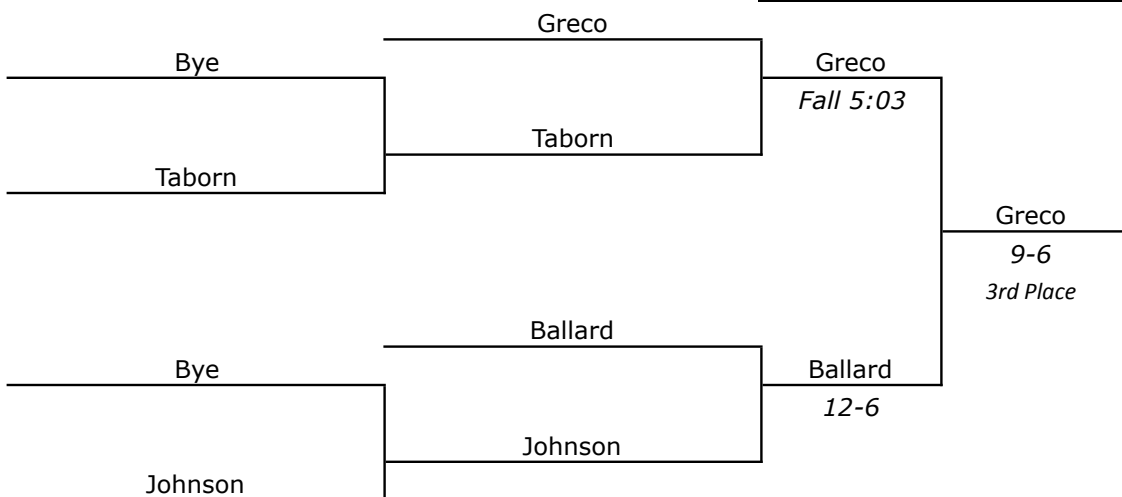 Greco
Bye
Greco
Fall 5:03
Taborn
Taborn
Greco
9-6
3rd Place
Ballard
Bye
Ballard
12-6
Johnson
Johnson